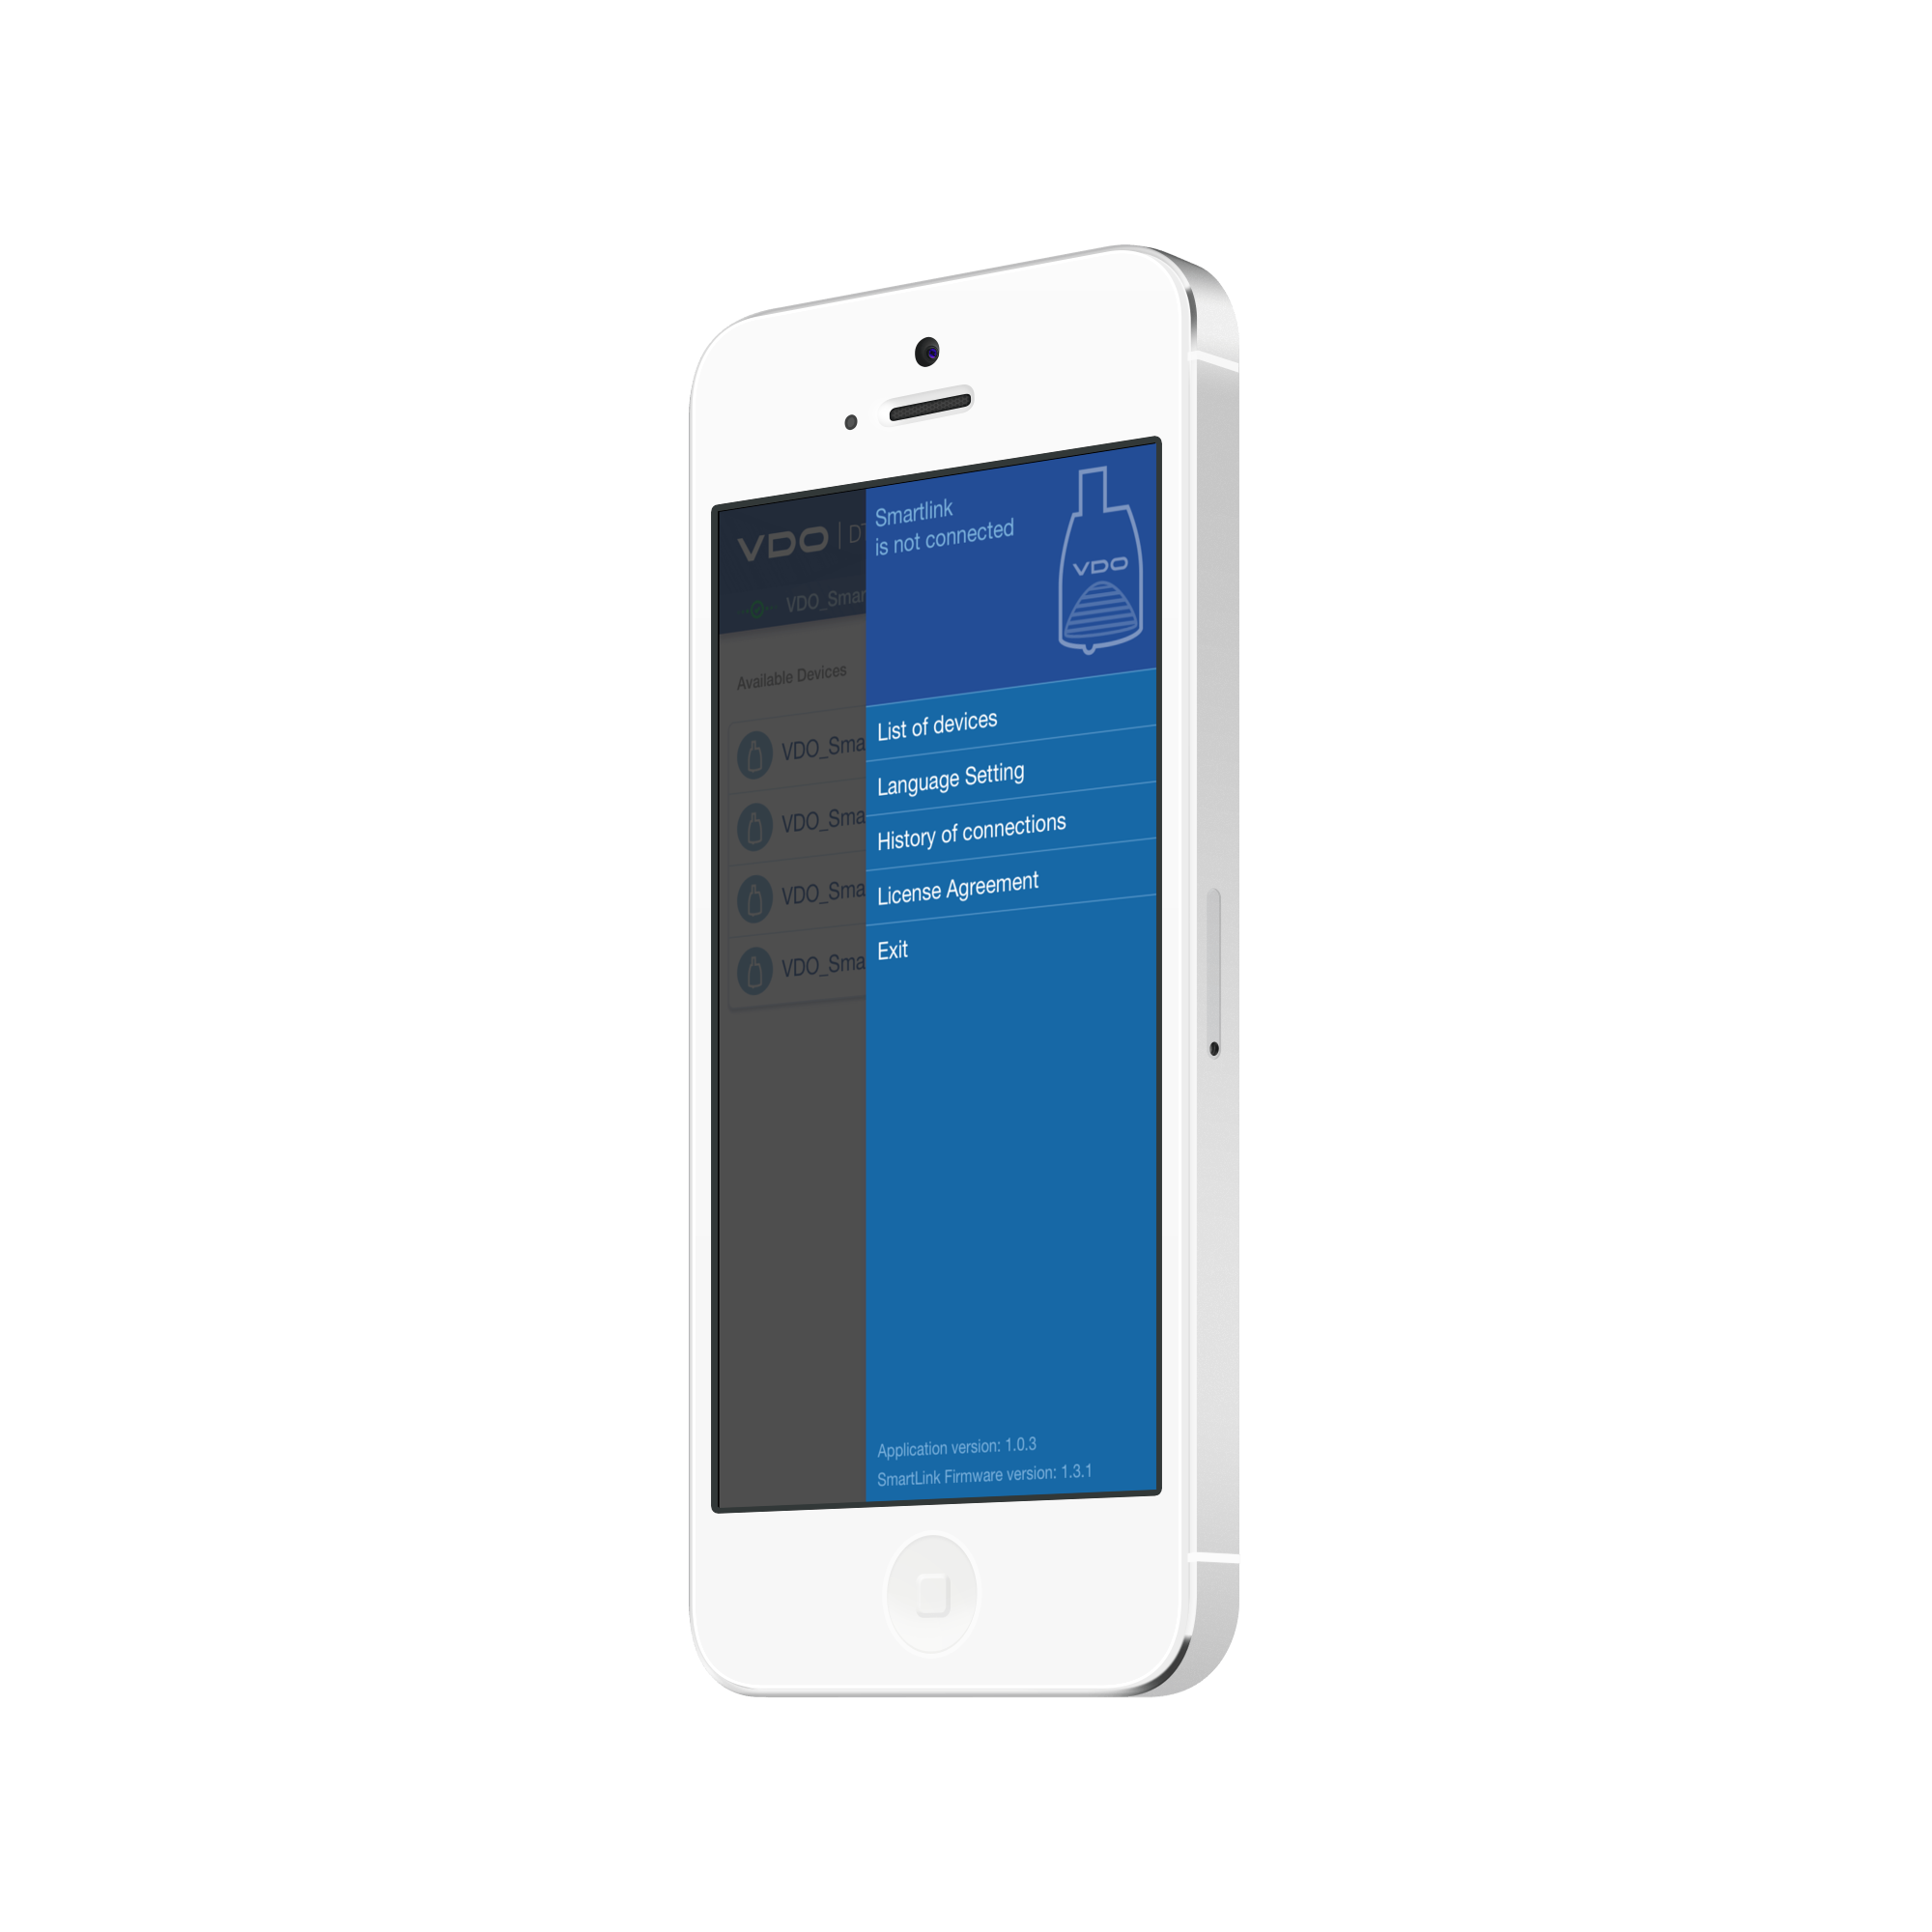 VDO
VDO_Smar
Available Devices
VDO_Sma
VDO_Sma
VDO_Sma
VDO_Sma
Smartlink
is not connected
VDO
List of devices
Language Setting
History of connections
License Agreement
Exit
Application version: 1.0.3
SmartLink Firmware version: 1.3.1